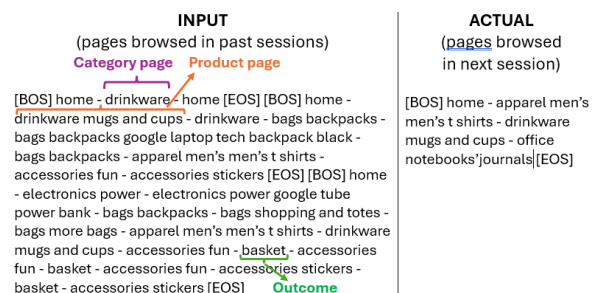 INPUT
(pages browsed in past sessions)
Category page Product page
[BOS] home - drinkware - home [EOS] [BOS] home -
drinkware mugs and cups - drinkware - bags backpacks -
bags backpacks google laptop tech backpack black -
bags backpacks - apparel men's men's t shirts -
accessories fun - accessories stickers [EOS] [BOS] home
- electronics power - electronics power google tube
power bank - bags backpacks - bags shopping and totes -
bags more bags - apparel men's men's t shirts - drinkware
mugs and cups - accessories fun - basket - accessories
fun - basket - accessories fun - accessories stickers -
basket - accessories stickers [EOS]
Outcome
ACTUAL
(pages browsed
in next session)
[BOS] home - apparel men's
men's t shirts - drinkware
mugs and cups - office
notebooks'journals [EOS]